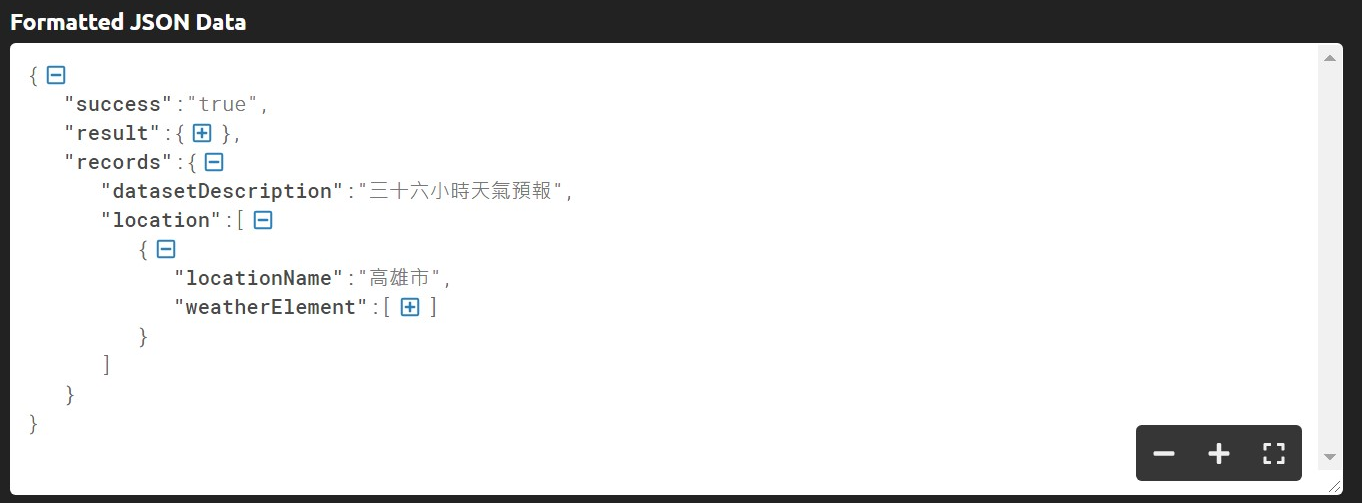 Formatted JSON Data
{
"success":"true",
"result":{ },
"records":{
"datasetDescription":"三十六小時天氣預報",
"location":[
{
"locationName":"高雄市",
"weatherElement":[ ]
}
]
}
}